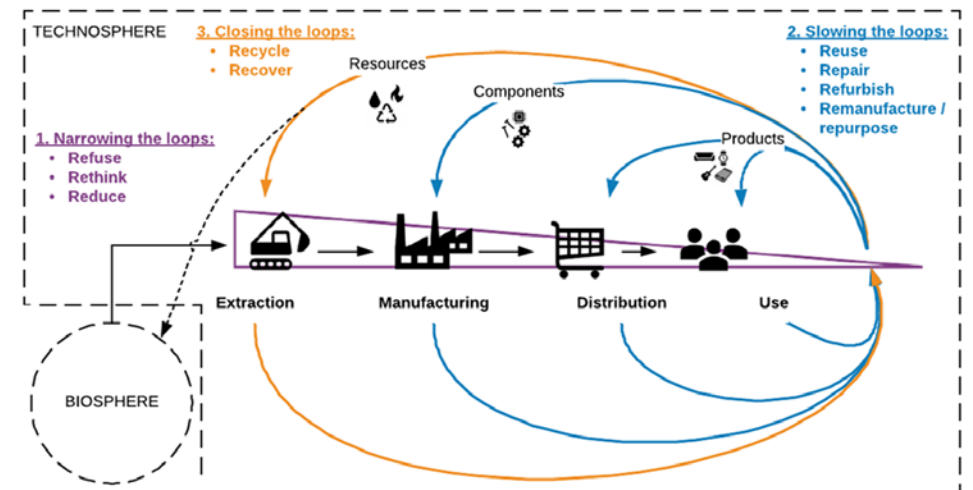 TECHNOSPHERE
3. Closing the loops:
• Recycle
• Recover
2. Slowing the loops:
• Reuse
• Repair
• Refurbish
• Remanufacture /
repurpose
Resources
Components
Products
1. Narrowing the loops:
• Refuse
• Rethink
• Reduce
Extraction
Manufacturing
Distribution
Use
BIOSPHERE